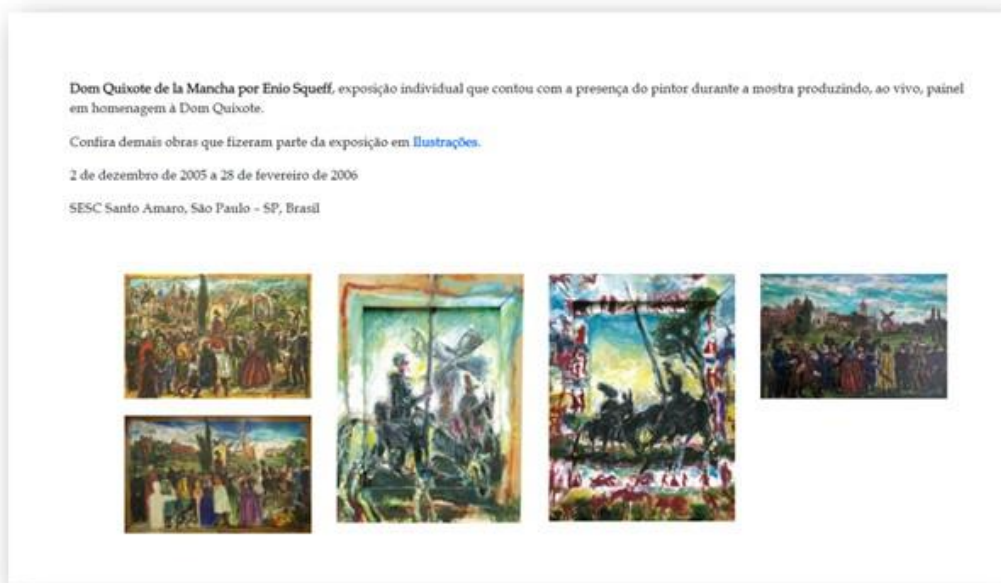 Dom Quixote de la Mancha por Enio Squeff, exposição individual que contou com a presença do pintor durante a mostra produzindo, ao vivo, painel
em homenagem à Dom Quixote.
Confira demais obras que fizeram parte da exposição em Ilustrações.
2 de dezembro de 2005 a 28 de fevereiro de 2006
SESC Santo Amaro, São Paulo – SP, Brasil